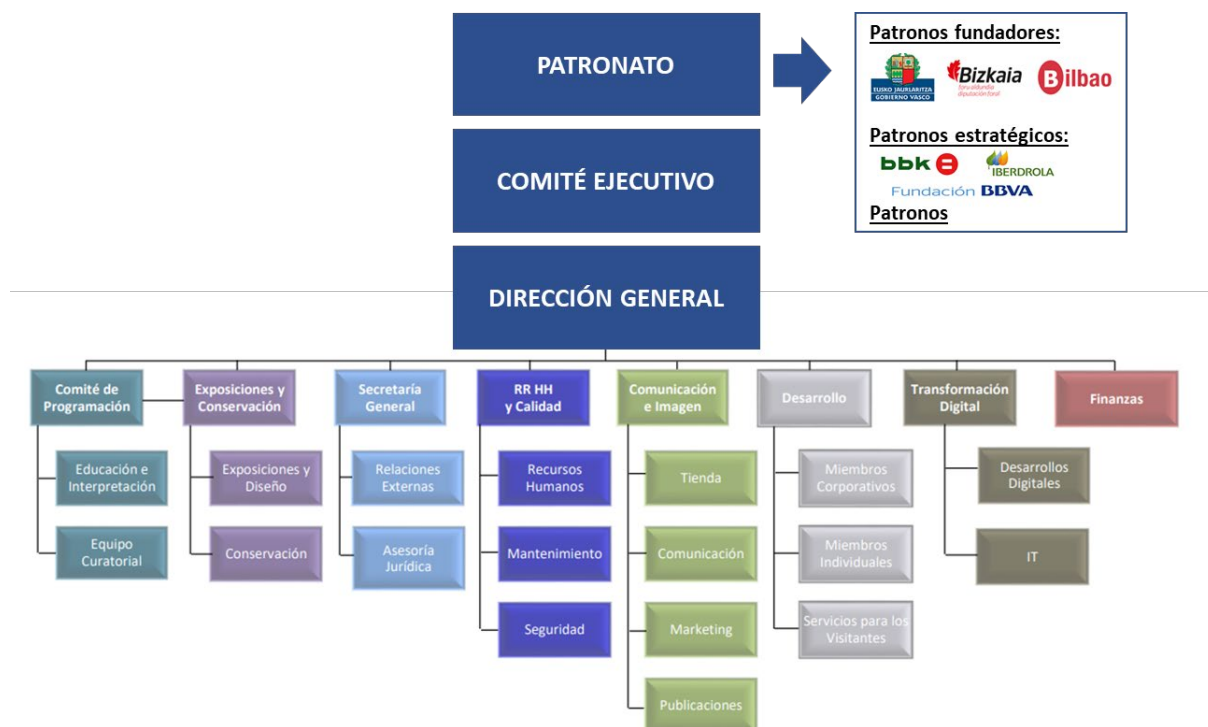 PATRONATO
Patronos fundadores:
EUSKO JAURLARITZA
GOBIERNO VASCO
Bizkaia
foru aldundia
diputación foral
Bilbao
Patronos estratégicos:
bbk
IBERDROLA
Fundación BBVA
Patronos
COMITÉ EJECUTIVO
DIRECCIÓN GENERAL
Comité de
Programación
Educación e
Interpretación
Equipo
Curatorial
Exposiciones y
Conservación
Exposiciones y
Diseño
Conservación
Secretaría
General
Relaciones
Externas
Asesoría
Jurídica
RR HH
y Calidad
Recursos
Humanos
Mantenimiento
Seguridad
Comunicación
e Imagen
Tienda
Comunicación
Marketing
Publicaciones
Desarrollo
Miembros
Corporativos
Miembros
Individuales
Servicios para los
Visitantes
Transformación
Digital
Desarrollos
Digitales
IT
Finanzas